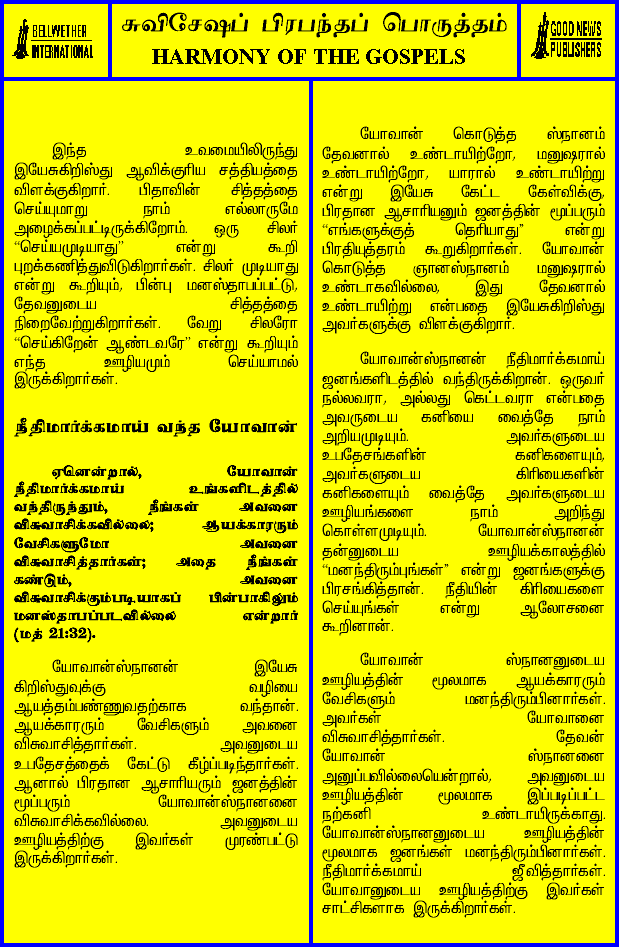 BELLWETHER
INTERNATIONAL
சுவிசேஷப் பிரபந்தப் பொருத்தம்
HARMONY OF THE GOSPELS
GOOD NEWS
PUBLISHERS
இந்த உவமையிலிருந்து
இயேசுகிறிஸ்து ஆவிக்குரிய சத்தியத்தை
விளக்குகிறார். பிதாவின் சித்தத்தை
செய்யுமாறு நாம் எல்லாருமே
அழைக்கப்பட்டிருக்கிறோம். ஒரு சிலர்
“செய்யமுடியாது” என்று கூறி
புறக்கணித்துவிடுகிறார்கள். சிலர் முடியாது
என்று கூறியும், பின்பு மனஸ்தாபப்பட்டு,
தேவனுடைய சித்தத்தை
நிறைவேற்றுகிறார்கள். வேறு சிலரோ
“செய்கிறேன் ஆண்டவரே” என்று கூறியும்
எந்த ஊழியமும் செய்யாமல்
இருக்கிறார்கள்.
நீதிமார்க்கமாய் வந்த யோவான்
ஏனென்றால், யோவான்
நீதிமார்க்கமாய் உங்களிடத்தில்
வந்திருந்தும், நீங்கள் அவனை
விசுவாசிக்கவில்லை; ஆயக்காரரும்
வேசிகளுமோ அவனை
விசுவாசித்தார்கள்; அதை நீங்கள்
கண்டும், அவனை
விசுவாசிக்கும்படியாகப் பின்பாகிலும்
மனஸ்தாபப்படவில்லை என்றார்
(மத் 21:32).
யோவான்ஸ்நானன் இயேசு
கிறிஸ்துவுக்கு வழியை
ஆயத்தம்பண்ணுவதற்காக வந்தான்.
ஆயக்காரரும் வேசிகளும் அவனை
விசுவாசித்தார்கள். அவனுடைய
உபதேசத்தைக் கேட்டு கீழ்ப்படிந்தார்கள்.
ஆனால் பிரதான ஆசாரியரும் ஜனத்தின்
மூப்பரும் யோவான்ஸ்நானனை
விசுவாசிக்கவில்லை. அவனுடைய
ஊழியத்திற்கு இவர்கள் முரண்பட்டு
இருக்கிறார்கள்.
யோவான் கொடுத்த ஸ்நானம்
தேவனால் உண்டாயிற்றோ, மனுஷரால்
உண்டாயிற்றோ, யாரால் உண்டாயிற்று
என்று இயேசு கேட்ட கேள்விக்கு,
பிரதான ஆசாரியனும் ஜனத்தின் மூப்பரும்
“எங்களுக்குத் தெரியாது” என்று
பிரதியுத்தரம் கூறுகிறார்கள். யோவான்
கொடுத்த ஞானஸ்நானம் மனுஷரால்
உண்டாகவில்லை, இது தேவனால்
உண்டாயிற்று என்பதை இயேசுகிறிஸ்து
அவர்களுக்கு விளக்குகிறார்.
யோவான்ஸ்நானன் நீதிமார்க்கமாய்
ஜனங்களிடத்தில் வந்திருக்கிறான். ஒருவர்
நல்லவரா, அல்லது கெட்டவரா என்பதை
அவருடைய கனியை வைத்தே நாம்
அறியமுடியும். அவர்களுடைய
உபதேசங்களின் கனிகளையும்,
அவர்களுடைய கிரியைகளின்
கனிகளையும் வைத்தே அவர்களுடைய
ஊழியங்களை நாம் அறிந்து
கொள்ளமுடியும். யோவான்ஸ்நானன்
தன்னுடைய ஊழியக்காலத்தில்
“மனந்திரும்புங்கள்” என்று ஜனங்களுக்கு
பிரசங்கித்தான். நீதியின் கிரியைகளை
செய்யுங்கள் என்று ஆலோசனை
கூறினான்.
யோவான் ஸ்நானனுடைய
ஊழியத்தின் மூலமாக ஆயக்காரரும்
வேசிகளும் மனந்திரும்பினார்கள்.
அவர்கள் யோவானை
விசுவாசித்தார்கள். தேவன்
யோவான் ஸ்நானனை
அனுப்பவில்லையென்றால், அவனுடைய
ஊழியத்தின் மூலமாக இப்படிப்பட்ட
நற்கனி உண்டாயிருக்காது.
யோவான்ஸ்நானனுடைய ஊழியத்தின்
மூலமாக ஜனங்கள் மனந்திரும்பினார்கள்.
நீதிமார்க்கமாய் ஜீவித்தார்கள்.
யோவானுடைய ஊழியத்திற்கு இவர்கள்
சாட்சிகளாக இருக்கிறார்கள்.